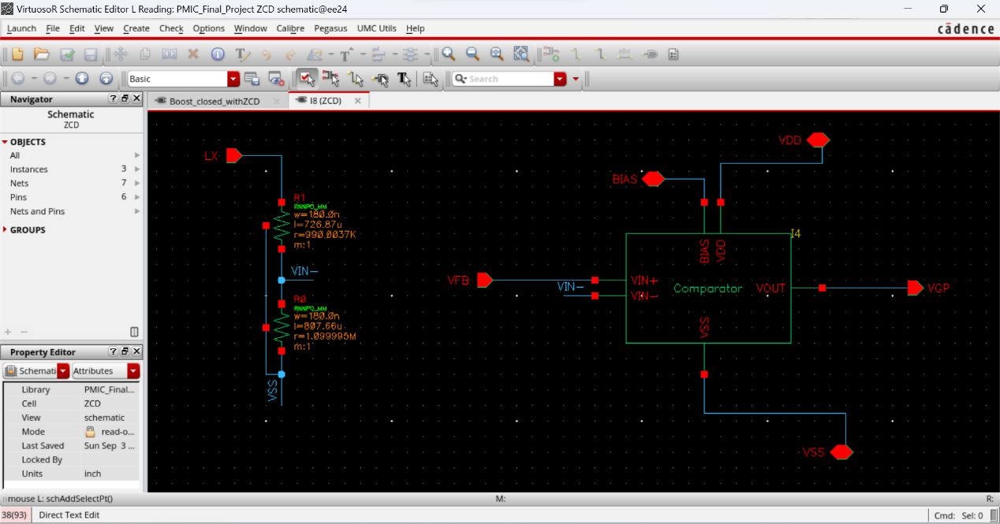 VirtuosoR Schematic Editor L Reading: PMIC_Final_Project ZCD schematic@ee24
Launch File Edit View Create Check Options Window Calibre Pegasus UMC Utils Help
cādence
Basic
Search
Navigator
Boost_closed_withZCD
I8 (ZCD)
Schematic
ZCD
OBJECTS
All
Instances 3
Nets 7
Pins 6
Nets and Pins
GROUPS
Property Editor
Schemati Attributes
Library PMIC_Final...
Cell ZCD
View schematic
Mode read-o...
Last Saved Sun Sep 3 ...
Locked By
Units inch
LX
R1
RNNPO_MM
w=180.0n
l=726.87u
r=990.0037K
m:1
VIN-
R0
RNNPO_MM
w=180.0n
l=807.66u
r=1.099995M
m:1
VSS
VDD
BIAS
I4
BIAS
VDD
VFB
VIN-
VIN+
VIN-
Comparator
VOUT
VGP
VSS
VSS
mouse L: schAddSelectPt()
M:
R:
38(93)
Direct Text Edit
Cmd: Sel: 0